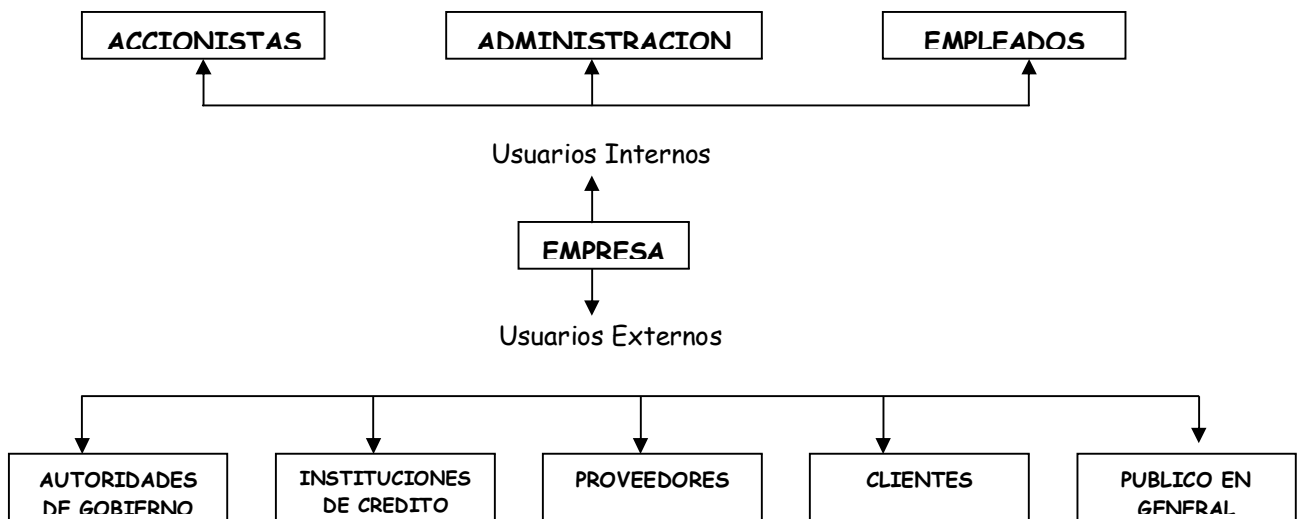 ACCIONISTAS
ADMINISTRACION
EMPLEADOS
Usuarios Internos
EMPRESA
Usuarios Externos
AUTORIDADES
DE GOBIERNO
INSTITUCIONES
DE CREDITO
PROVEEDORES
CLIENTES
PUBLICO EN
GENERAL